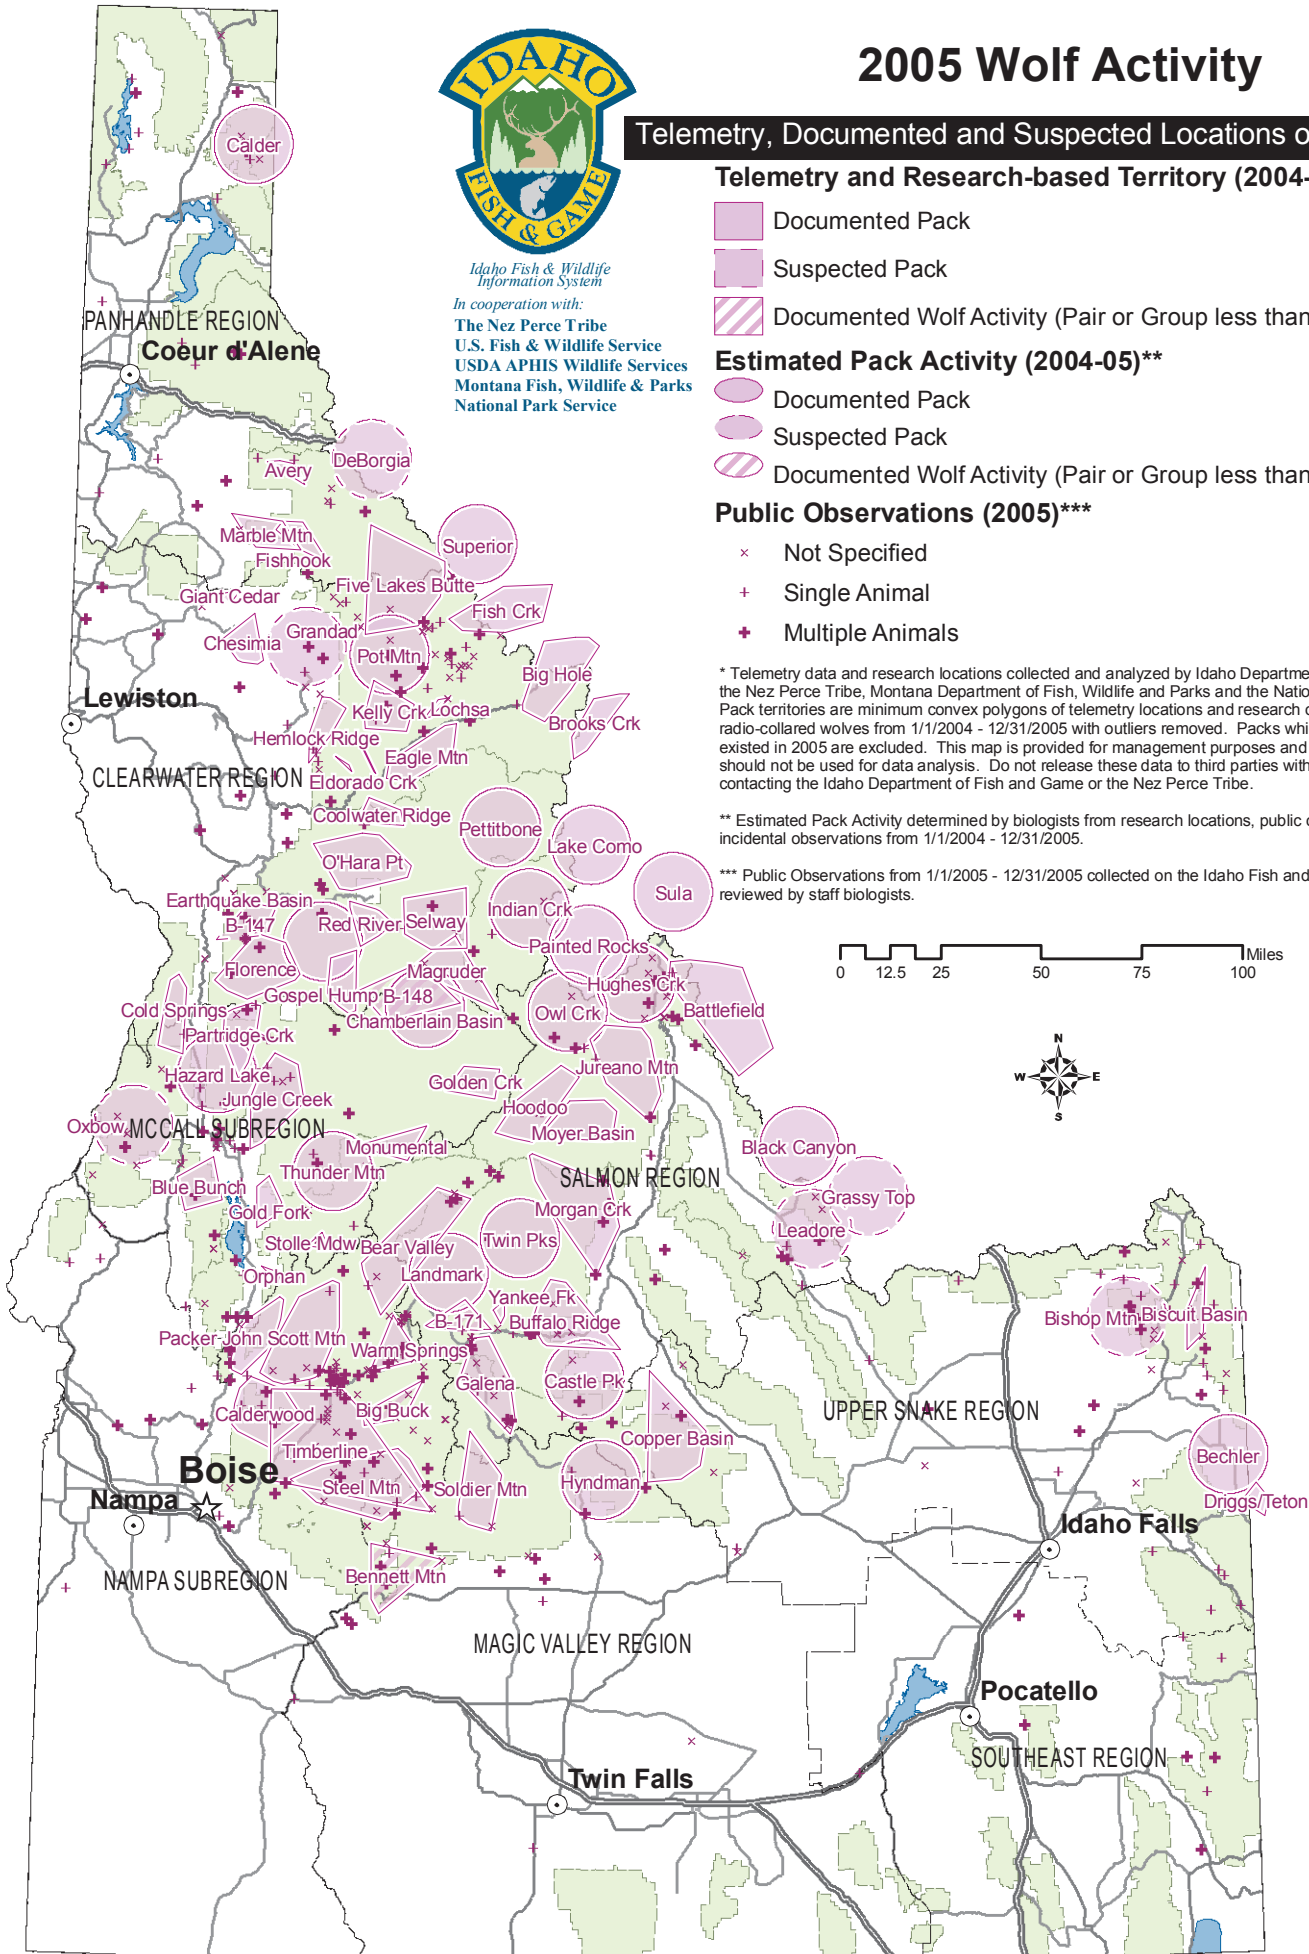 2005 Wolf Activity
IDAHO
FISH & GAME
Idaho Fish & Wildlife
Information System
In cooperation with:
The Nez Perce Tribe
U.S. Fish & Wildlife Service
USDA APHIS Wildlife Services
Montana Fish, Wildlife & Parks
National Park Service
Telemetry, Documented and Suspected Locations o
Telemetry and Research-based Territory (2004-
Documented Pack
Suspected Pack
Documented Wolf Activity (Pair or Group less than
Estimated Pack Activity (2004-05)**
Documented Pack
Suspected Pack
Documented Wolf Activity (Pair or Group less than
Public Observations (2005)***
Not Specified
Single Animal
Multiple Animals
* Telemetry data and research locations collected and analyzed by Idaho Departme
the Nez Perce Tribe, Montana Department of Fish, Wildlife and Parks and the Natio
Pack territories are minimum convex polygons of telemetry locations and research
radio-collared wolves from 1/1/2004 - 12/31/2005 with outliers removed. Packs whi
existed in 2005 are excluded. This map is provided for management purposes and
should not be used for data analysis. Do not release these data to third parties with
contacting the Idaho Department of Fish and Game or the Nez Perce Tribe.
** Estimated Pack Activity determined by biologists from research locations, public
incidental observations from 1/1/2004 - 12/31/2005.
*** Public Observations from 1/1/2005 - 12/31/2005 collected on the Idaho Fish and
reviewed by staff biologists.
Miles
0 12.5 25 50 75 100
N
W E
S
Calder
PANHANDLE REGION
Coeur d'Alene
DeBorgia
Avery
Marble Mtn
Superior
Fishhook
Five Lakes Butte
Giant Cedar
Fish Crk
Grandad
Chesimia
Pot Mtn
Big Hole
Lewiston
Kelly Crk
Lochsa
Brooks Crk
Hemlock Ridge
Eagle Mtn
CLEARWATER REGION
Eldorado Crk
Coolwater Ridge
Pettitbone
Lake Como
O'Hara Pt
Sula
Earthquake Basin
Indian Crk
B-147
Red River
Selway
Painted Rocks
Florence
Magruder
Hughes Crk
Gospel Hump
B-148
Cold Springs
Owl Crk
Battlefield
Chamberlain Basin
Partridge Crk
Jureano Mtn
Hazard Lake
Golden Crk
Jungle Creek
Hoodoo
Oxbow
MCCALL SUBREGION
Moyer Basin
Monumental
Black Canyon
Thunder Mtn
SALMON REGION
Blue Bunch
Grassy Top
Gold Fork
Morgan Crk
Leadore
Stolle Mdw
Bear Valley
Twin Pks
Orphan
Landmark
Yankee Fk
Bishop Mtn
Biscuit Basin
B-171
Buffalo Ridge
Packer John
Scott Mtn
Warm Springs
Galena
Castle Pk
Calderwood
Big Buck
UPPER SNAKE REGION
Copper Basin
Timberline
Bechler
Boise
Steel Mtn
Soldier Mtn
Hyndman
Nampa
Driggs/Teton
Idaho Falls
Bennett Mtn
NAMPA SUBREGION
MAGIC VALLEY REGION
Pocatello
SOUTHEAST REGION
Twin Falls